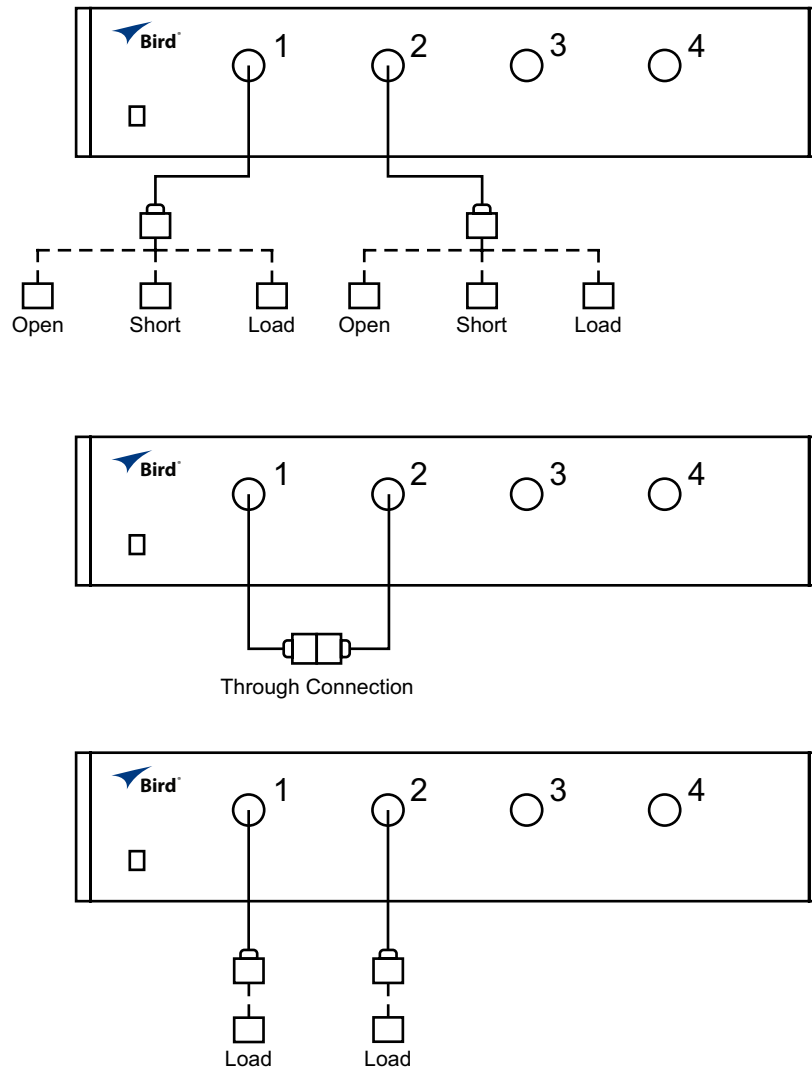 Bird 1 2 3 4
Open Short Load Open Short Load
Bird 1 2 3 4
Through Connection
Bird 1 2 3 4
Load Load